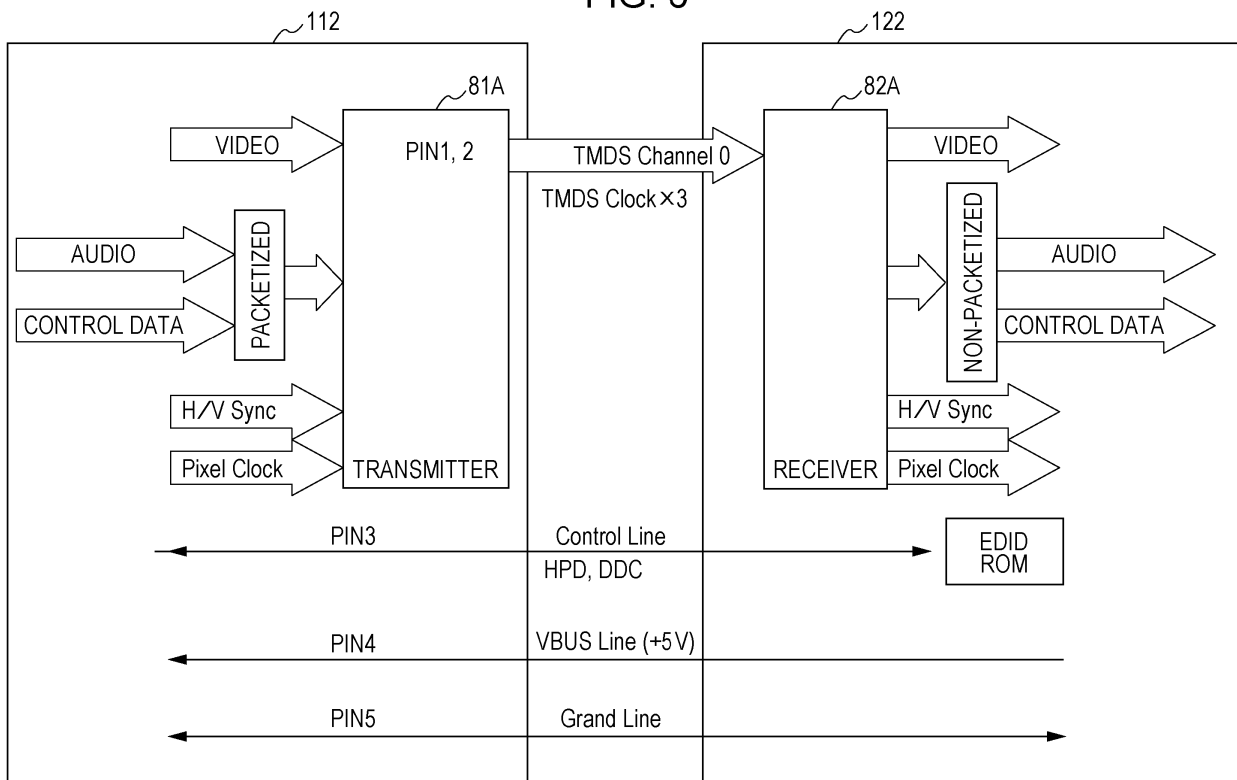 112
122
81A
82A
VIDEO
PIN1, 2
TMDS Channel 0
VIDEO
TMDS Clock×3
AUDIO
PACKETIZED
NON-PACKETIZED
AUDIO
CONTROL DATA
CONTROL DATA
H/V Sync
H/V Sync
Pixel Clock
TRANSMITTER
RECEIVER
Pixel Clock
PIN3
Control Line
HPD, DDC
EDID
ROM
PIN4
VBUS Line (+5V)
PIN5
Grand Line